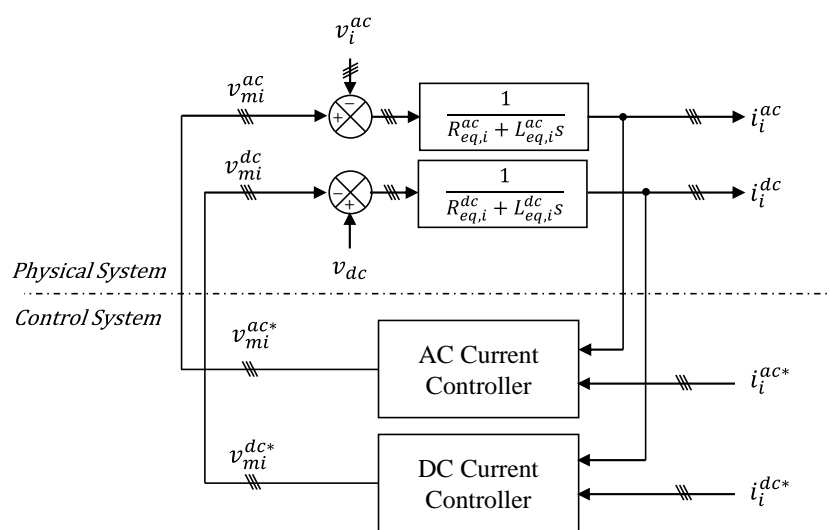 v_i^{ac}
v_{mi}^{ac}
−
+
1
R_{eq,i}^{ac} + L_{eq,i}^{ac}s
i_i^{ac}
v_{mi}^{dc}
−
+
1
R_{eq,i}^{dc} + L_{eq,i}^{dc}s
i_i^{dc}
v_{dc}
Physical System
Control System
v_{mi}^{ac*}
AC Current
Controller
i_i^{ac*}
v_{mi}^{dc*}
DC Current
Controller
i_i^{dc*}